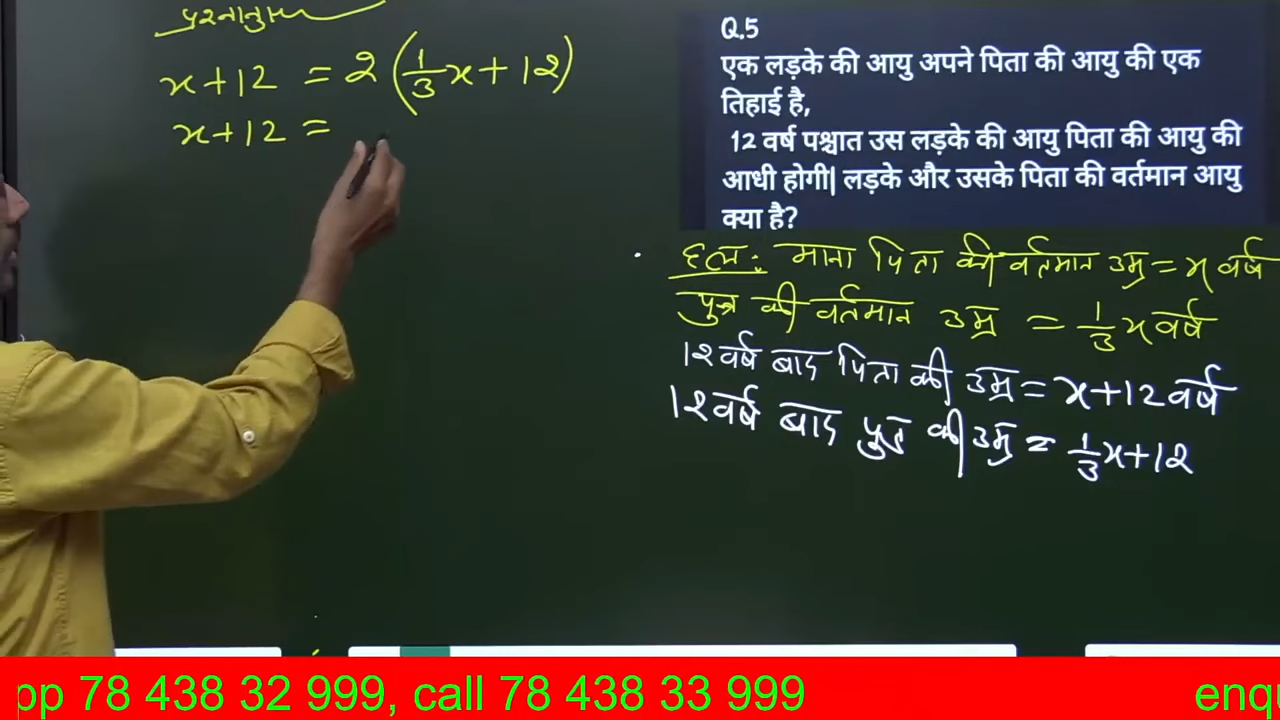 प्रश्नानुसार
x+12 = 2(1/3x+12)
x+12 =
Q.5
एक लड़के की आयु अपने पिता की आयु की एक
तिहाई है,
12 वर्ष पश्चात उस लड़के की आयु पिता की आयु की
आधी होगी| लड़के और उसके पिता की वर्तमान आयु
क्या है?
हल: माना पिता की वर्तमान उम्र = x वर्ष
पुत्र की वर्तमान उम्र = 1/3x वर्ष
12 वर्ष बाद पिता की उम्र = x+12 वर्ष
12 वर्ष बाद पुत्र की उम्र = 1/3x+12
pp 78 438 32 999, call 78 438 33 999 enqu